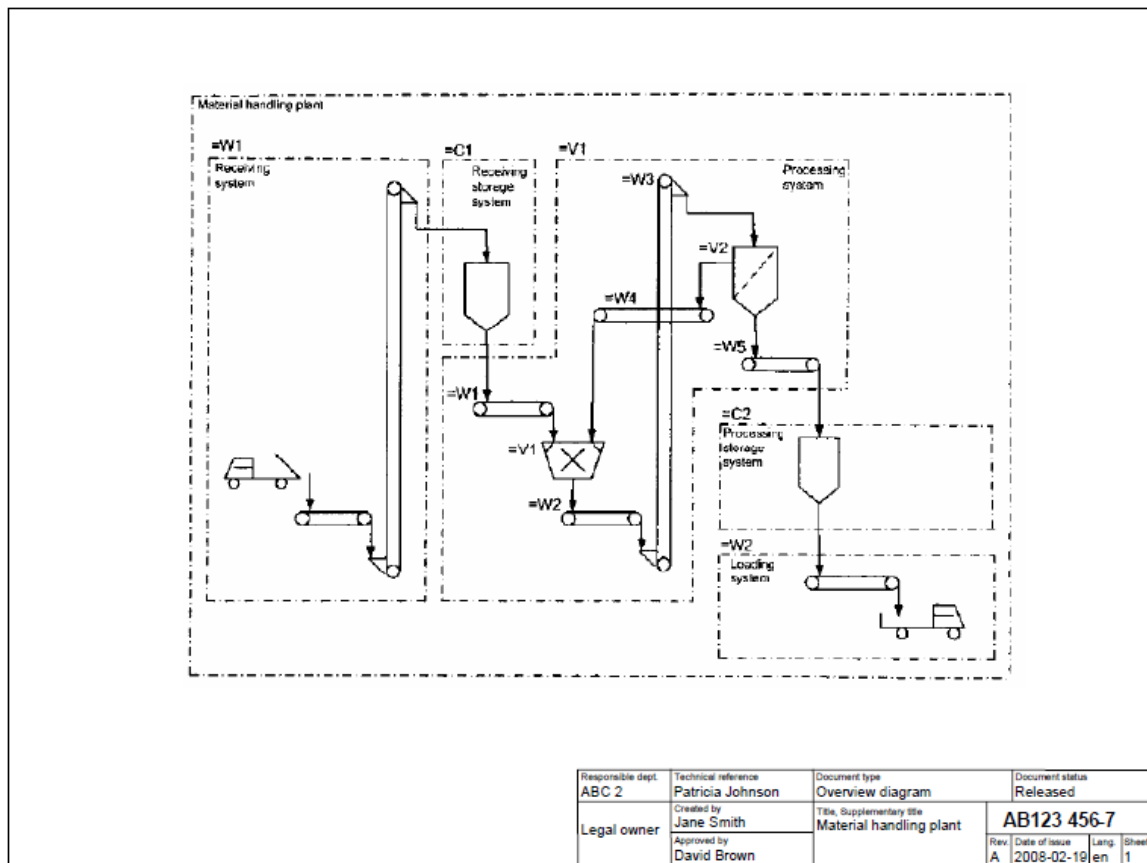 Material handling plant
=W1
Receiving
system
=C1
Receiving
storage
system
=V1
Processing
system
=W3
=V2
=W4
=W5
=W1
=V1
=W2
=C2
Processing
storage
system
=W2
Loading
system
Responsible dept.
ABC 2
Technical reference
Patricia Johnson
Document type
Overview diagram
Document status
Released
Legal owner
Created by
Jane Smith
Approved by
David Brown
Title, Supplementary title
Material handling plant
AB123 456-7
Rev.
A
Date of issue
2008-02-19
Lang.
en
Sheet
1